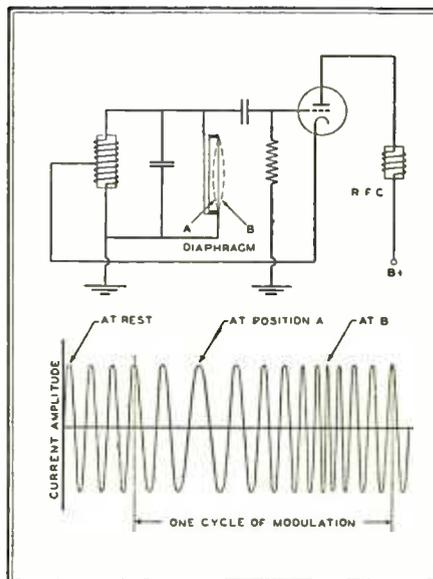 R F C
A
B
DIAPHRAGM
B+
AT REST
AT POSITION A
AT B
CURRENT AMPLITUDE
ONE CYCLE OF MODULATION